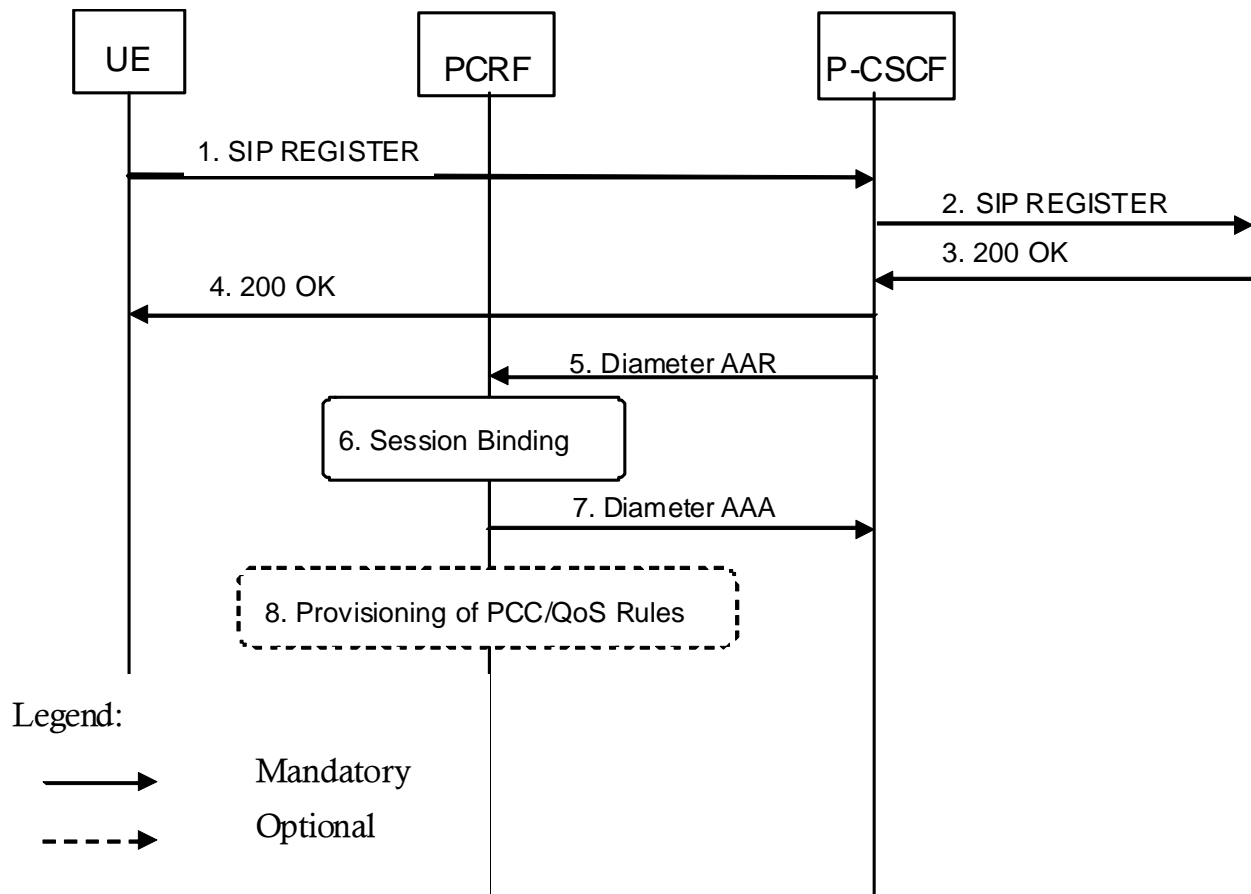 UE
PCRF
P-CSCF
1. SIP REGISTER
2. SIP REGISTER
3. 200 OK
4. 200 OK
5. Diameter AAR
6. Session Binding
7. Diameter AAA
8. Provisioning of PCC/QoS Rules
Legend:
Mandatory
Optional